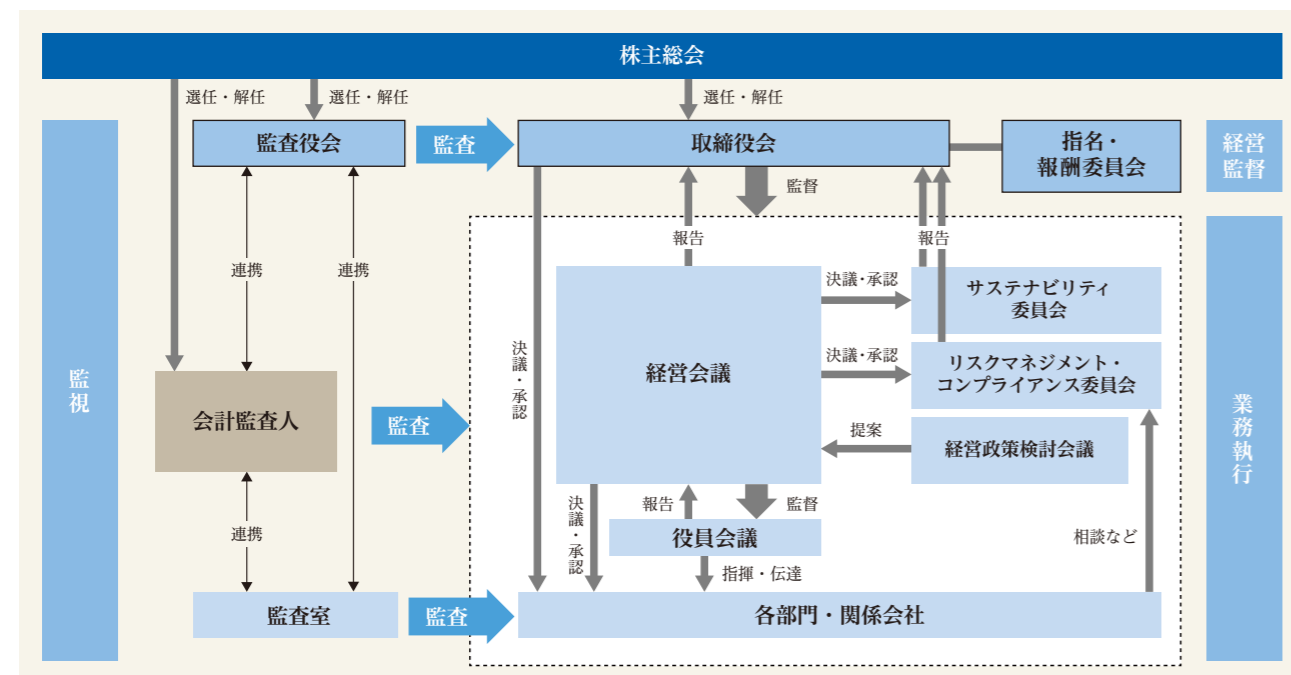 株主総会
選任・解任
選任・解任
選任・解任
監視
監査役会
監査
取締役会
指名・
報酬委員会
経営
監督
監督
報告
報告
連携
連携
業務執行
経営会議
決議・承認
サステナビリティ
委員会
決議・承認
リスクマネジメント・
コンプライアンス委員会
決議・承認
会計監査人
監査
提案
経営政策検討会議
決議・承認
報告
監督
役員会議
相談など
連携
指揮・伝達
監査室
監査
各部門・関係会社